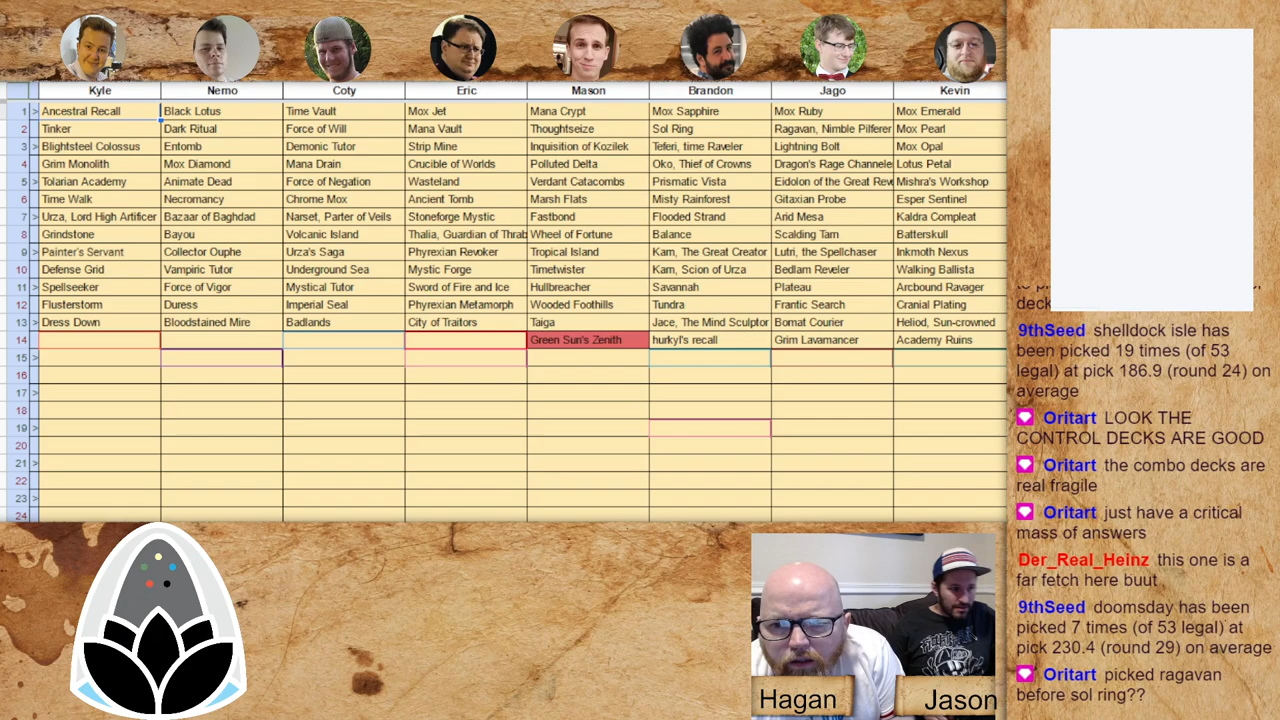 Kyle Nemo Coty Eric Mason Brandon Jago Kevin
1 > Ancestral Recall Black Lotus Time Vault Mox Jet Mana Crypt Mox Sapphire Mox Ruby Mox Emerald
2 Tinker Dark Ritual Force of Will Mana Vault Thoughtseize Sol Ring Ragavan, Nimble Pilferer Mox Pearl
3 > Blightsteel Colossus Entomb Demonic Tutor Strip Mine Inquisition of Kozilek Teferi, time Raveler Lightning Bolt Mox Opal
4 Grim Monolith Mox Diamond Mana Drain Crucible of Worlds Polluted Delta Oko, Thief of Crowns Dragon's Rage Channele Lotus Petal
5 > Tolarian Academy Animate Dead Force of Negation Wasteland Verdant Catacombs Prismatic Vista Eidolon of the Great Rev Mishra's Workshop
6 Time Walk Necromancy Chrome Mox Ancient Tomb Marsh Flats Misty Rainforest Gitaxian Probe Esper Sentinel
7 > Urza, Lord High Artificer Bazaar of Baghdad Narset, Parter of Veils Stoneforge Mystic Fastbond Flooded Strand Arid Mesa Kaldra Compleat
8 Grindstone Bayou Volcanic Island Thalia, Guardian of Thrab Wheel of Fortune Balance Scalding Tarn Batterskull
9 > Painter's Servant Collector Ouphe Urza's Saga Phyrexian Revoker Tropical Island Karn, The Great Creator Lutri, the Spellchaser Inkmoth Nexus
10 Defense Grid Vampiric Tutor Underground Sea Mystic Forge Timetwister Karn, Scion of Urza Bedlam Reveler Walking Ballista
11 > Spellseeker Force of Vigor Mystical Tutor Sword of Fire and Ice Hullbreacher Savannah Plateau Arcbound Ravager
12 Flusterstorm Duress Imperial Seal Phyrexian Metamorph Wooded Foothills Tundra Frantic Search Cranial Plating
13 > Dress Down Bloodstained Mire Badlands City of Traitors Taiga Jace, The Mind Sculptor Bomat Courier Heliod, Sun-crowned
14 Green Sun's Zenith hurkyl's recall Grim Lavamancer Academy Ruins
15 >
16
17 >
18
19 >
20
21 >
22
23 >
24
deck
9thSeed shelldock isle has
been picked 19 times (of 53
legal) at pick 186.9 (round 24) on
average
Oritart LOOK THE
CONTROL DECKS ARE GOOD
Oritart the combo decks are
real fragile
Oritart just have a critical
mass of answers
Der_Real_Heinz this one is a
far fetch here buut
9thSeed doomsday has been
picked 7 times (of 53 legal) at
pick 230.4 (round 29) on average
Oritart picked ragavan
before sol ring??
Hagan Jason